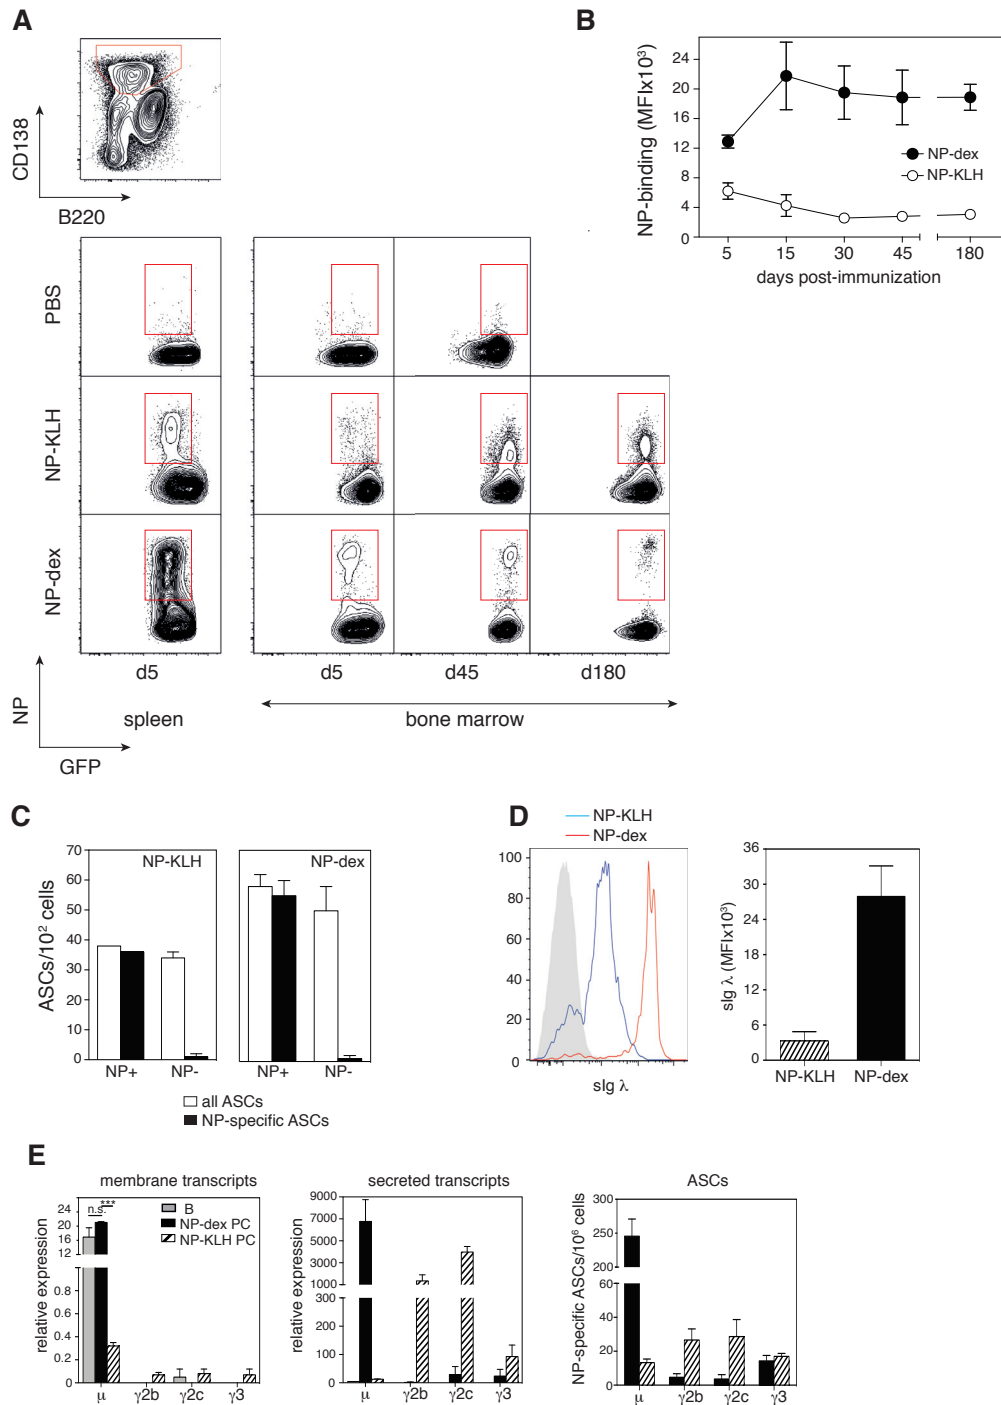 A
CD138
B220
PBS
NP-KLH
NP-dex
d5
d5
d45
d180
spleen
bone marrow
NP
GFP
B
NP-binding (MFIx10³)
24
20
16
12
8
4
0
NP-dex
NP-KLH
5
15
30
45
180
days post-immunization
C
ASCs/10² cells
70
60
50
40
30
20
10
0
NP-KLH
NP-dex
NP+
NP-
NP+
NP-
all ASCs
NP-specific ASCs
D
NP-KLH
NP-dex
100
80
60
40
20
0
sIg λ
sIg λ (MFIx10³)
36
30
24
18
12
6
0
NP-KLH
NP-dex
E
membrane transcripts
relative expression
n.s.
***
24
20
16
12
0.8
0.6
0.4
0.2
0
B
NP-dex PC
NP-KLH PC
μ
γ2b
γ2c
γ3
secreted transcripts
relative expression
9000
7000
5000
3000
1000
300
200
100
0
μ
γ2b
γ2c
γ3
ASCs
NP-specific ASCs/10⁶ cells
300
250
200
60
40
20
0
μ
γ2b
γ2c
γ3